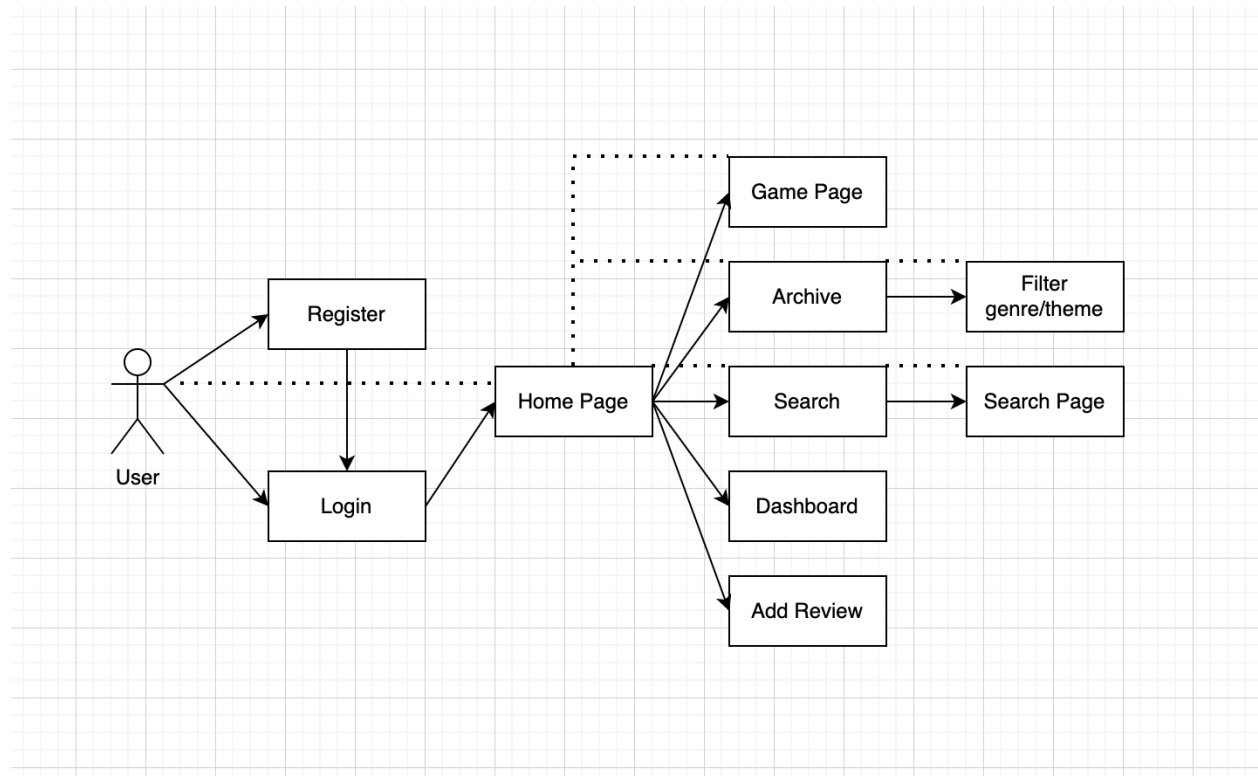 Game Page
Archive
Filter
genre/theme
Register
User
Home Page
Search
Search Page
Login
Dashboard
Add Review